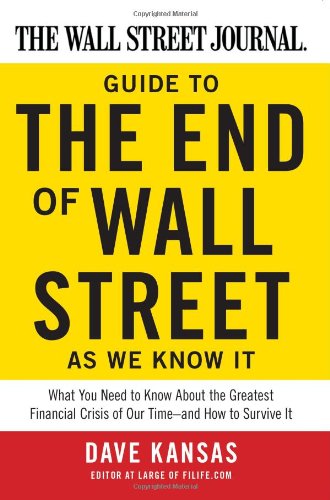 THE WALL STREET JOURNAL.
GUIDE TO
THE END
OF WALL
STREET
AS WE KNOW IT
What You Need to Know About the Greatest
Financial Crisis of Our Time—and How to Survive It
DAVE KANSAS
EDITOR AT LARGE OF FILIFE.COM